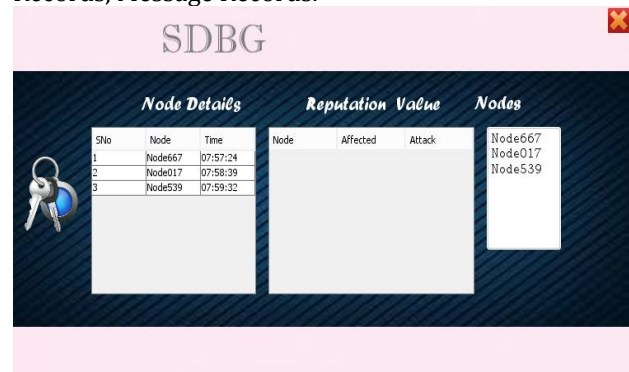 Records, Message Records.
SDBG
Node Details
Reputation Value
Nodes
SNo Node Time
1 Node667 07:57:24
2 Node017 07:58:39
3 Node539 07:59:32
Node Affected Attack
Node667
Node017
Node539